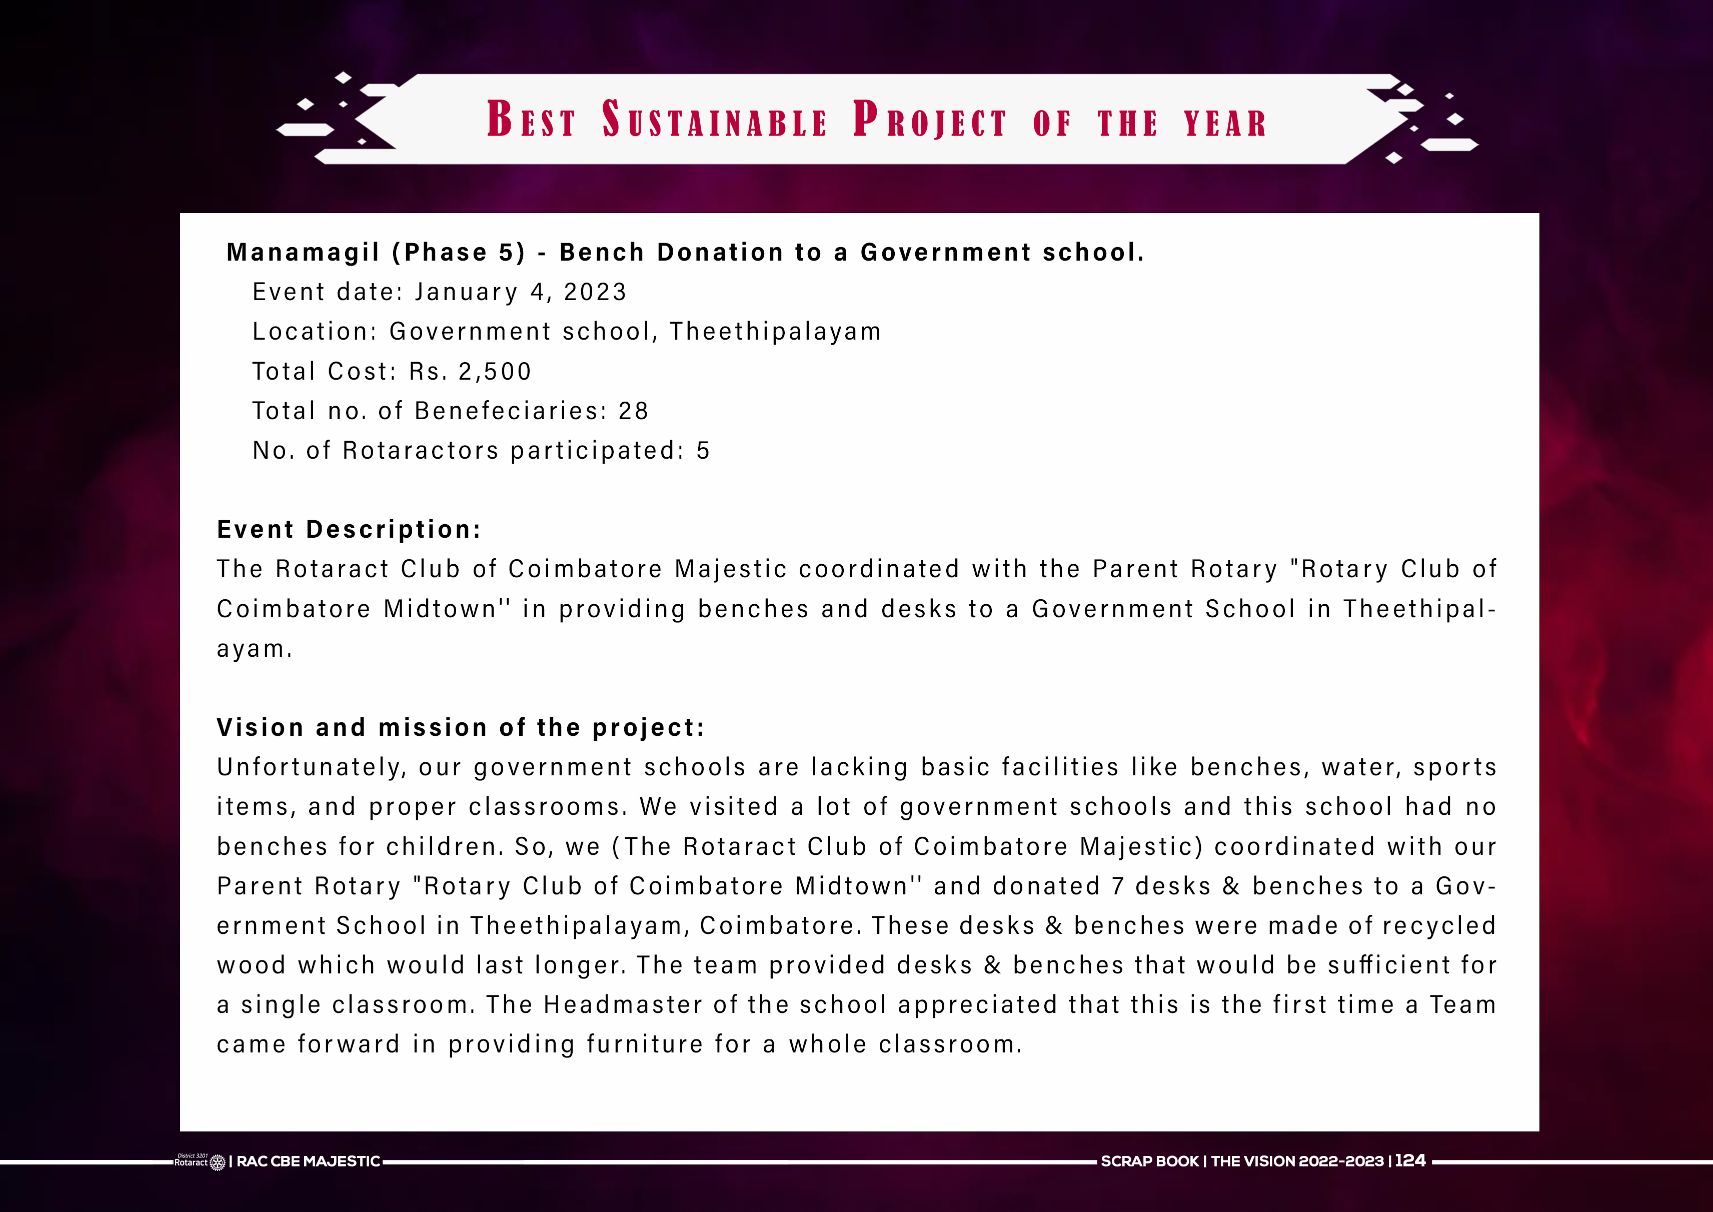 Best Sustainable Project of the year
Manamagil (Phase 5) - Bench Donation to a Government school.
Event date: January 4, 2023
Location: Government school, Theethipalayam
Total Cost: Rs. 2,500
Total no. of Benefeciaries: 28
No. of Rotaractors participated: 5
Event Description:
The Rotaract Club of Coimbatore Majestic coordinated with the Parent Rotary "Rotary Club of
Coimbatore Midtown'' in providing benches and desks to a Government School in Theethipal-
ayam.
Vision and mission of the project:
Unfortunately, our government schools are lacking basic facilities like benches, water, sports
items, and proper classrooms. We visited a lot of government schools and this school had no
benches for children. So, we (The Rotaract Club of Coimbatore Majestic) coordinated with our
Parent Rotary "Rotary Club of Coimbatore Midtown'' and donated 7 desks & benches to a Gov-
ernment School in Theethipalayam, Coimbatore. These desks & benches were made of recycled
wood which would last longer. The team provided desks & benches that would be sufficient for
a single classroom. The Headmaster of the school appreciated that this is the first time a Team
came forward in providing furniture for a whole classroom.
District 3201
Rotaract | RAC CBE MAJESTIC
SCRAP BOOK | THE VISION 2022-2023 | 124